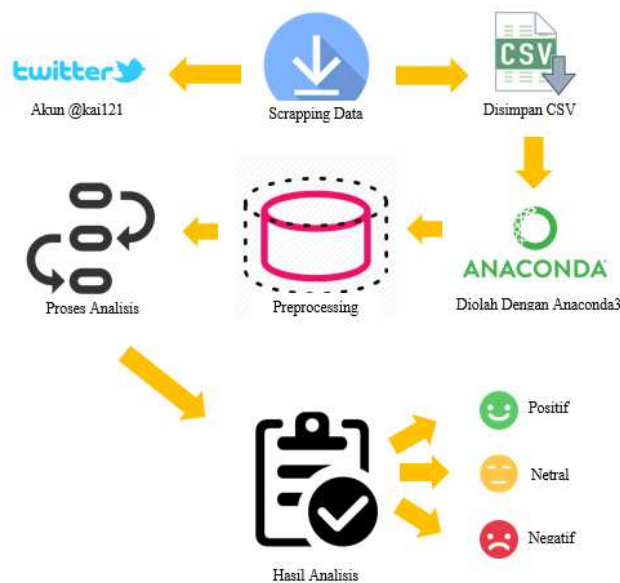 twitter
CSV
Akun @kai121
Scrapping Data
Disimpan CSV
ANACONDA
Proses Analisis
Preprocessing
Diolah Dengan Anaconda3
Positif
Netral
Negatif
Hasil Analisis